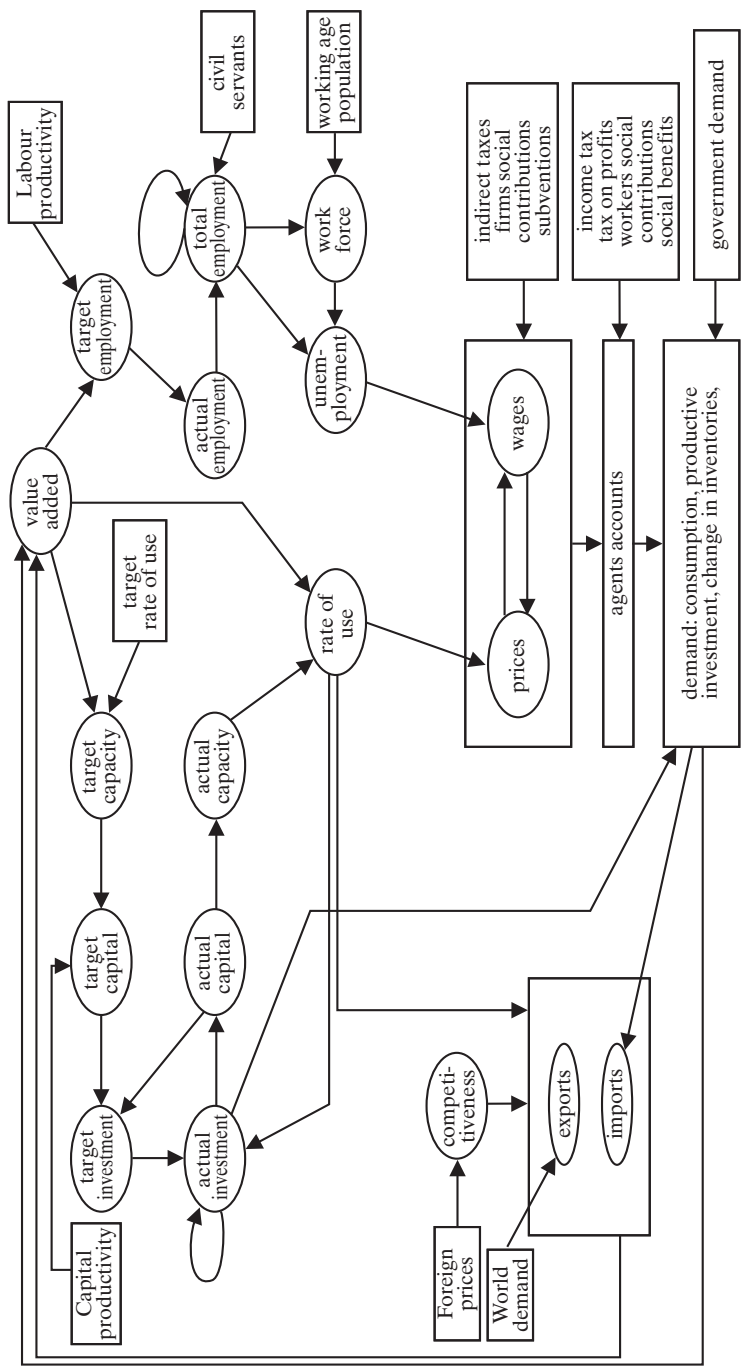 Capital
productivity
target
investment
target
capital
target
capacity
target
rate of use
value
added
target
employment
Labour
productivity
actual
investment
actual
capital
actual
capacity
actual
employment
total
employment
civil
servants
rate of
use
unem-
ployment
work
force
working age
population
Foreign
prices
World
demand
competi-
tiveness
exports
imports
prices
wages
indirect taxes
firms social
contributions
subventions
agents accounts
income tax
tax on profits
workers social
contributions
social benefits
demand: consumption, productive
investment, change in inventories,
government demand